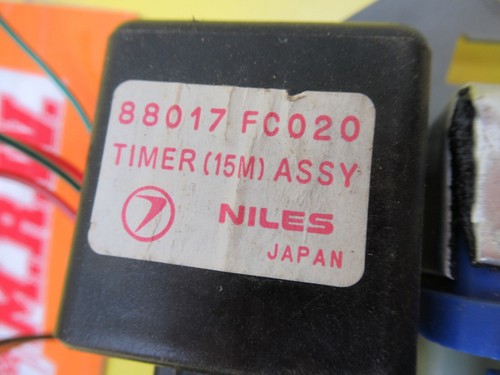 88017 FC020
TIMER (15M) ASSY
NILES
JAPAN
M.R.W.